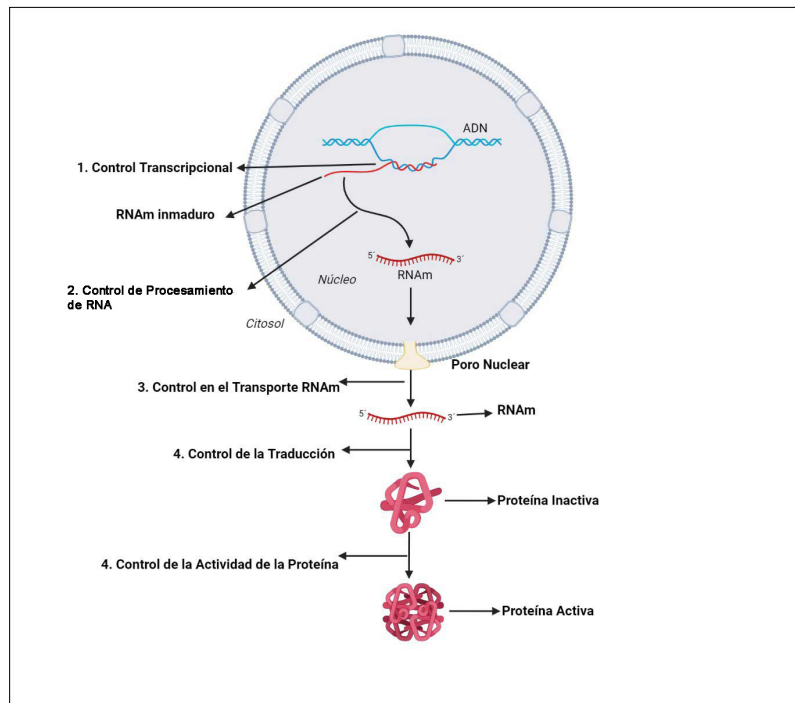 ADN
1. Control Transcripcional
RNAm inmaduro
5´ 3´
RNAm
Núcleo
2. Control de Procesamiento
de RNA
Citosol
Poro Nuclear
3. Control en el Transporte RNAm
5´ 3´
RNAm
4. Control de la Traducción
Proteína Inactiva
4. Control de la Actividad de la Proteína
Proteína Activa